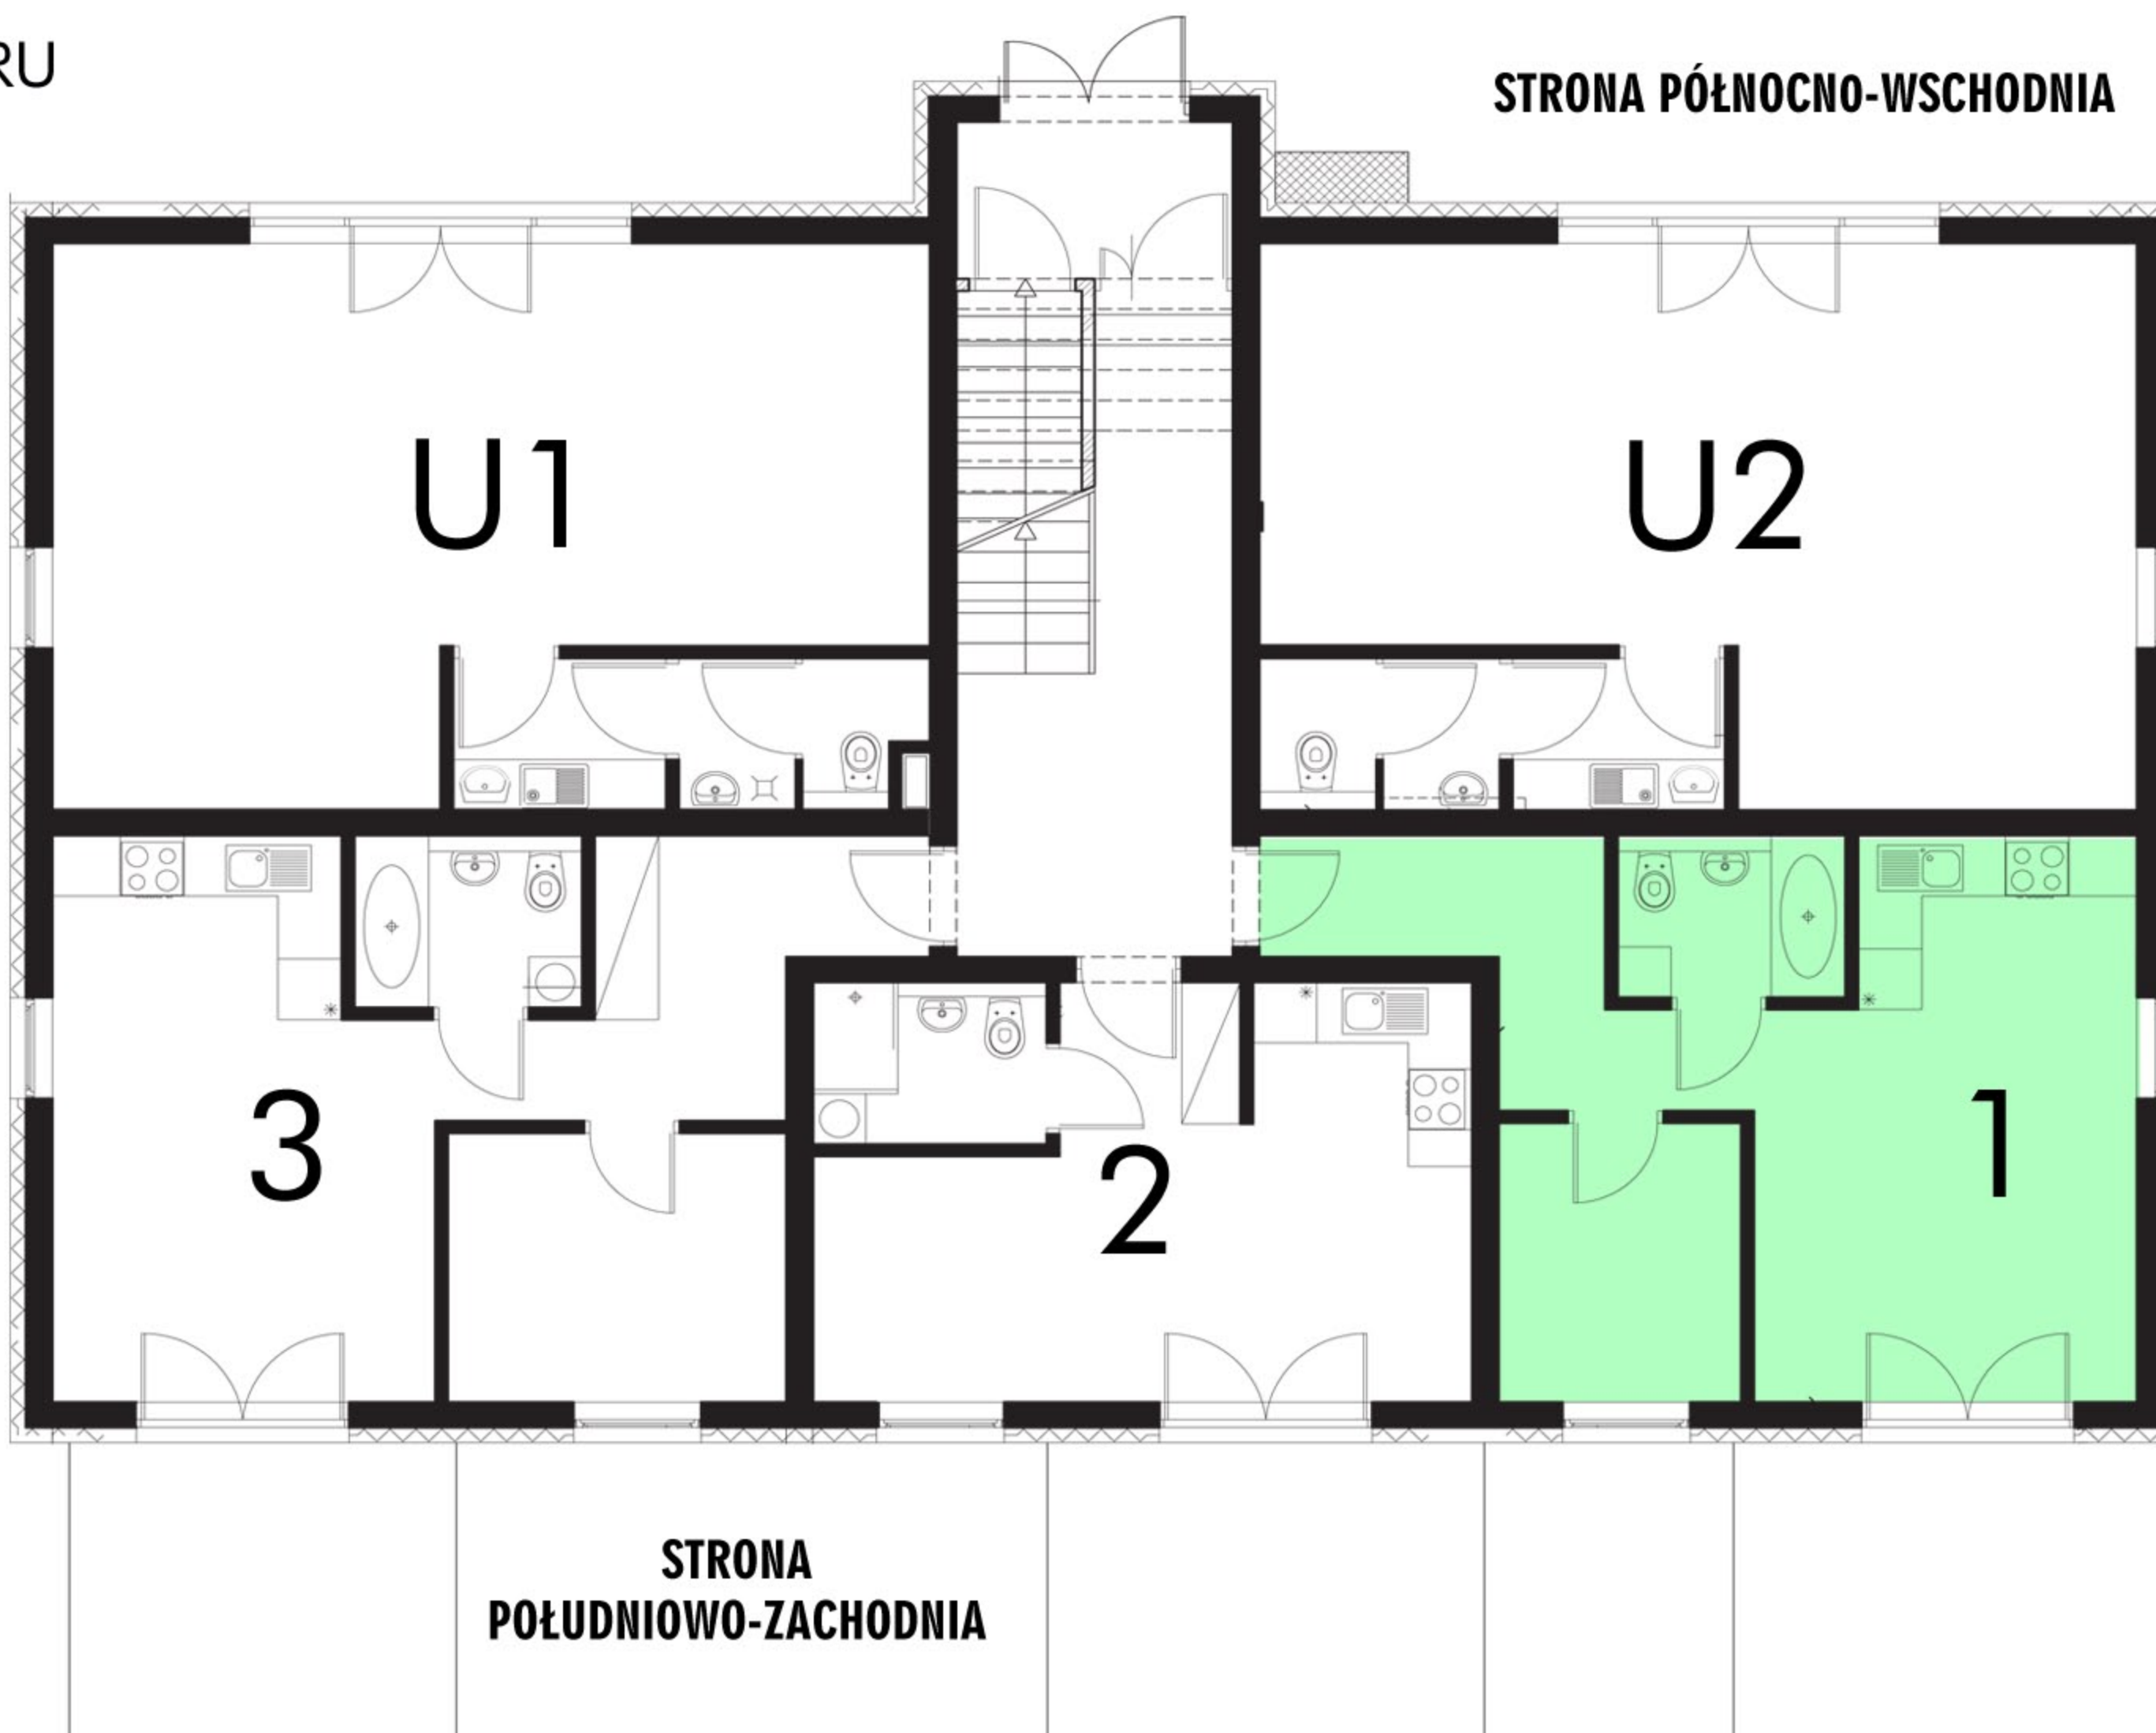 RU
STRONA PÓŁNOCNO-WSCHODNIA
U1
U2
3
2
1
STRONA
POŁUDNIOWO-ZACHODNIA